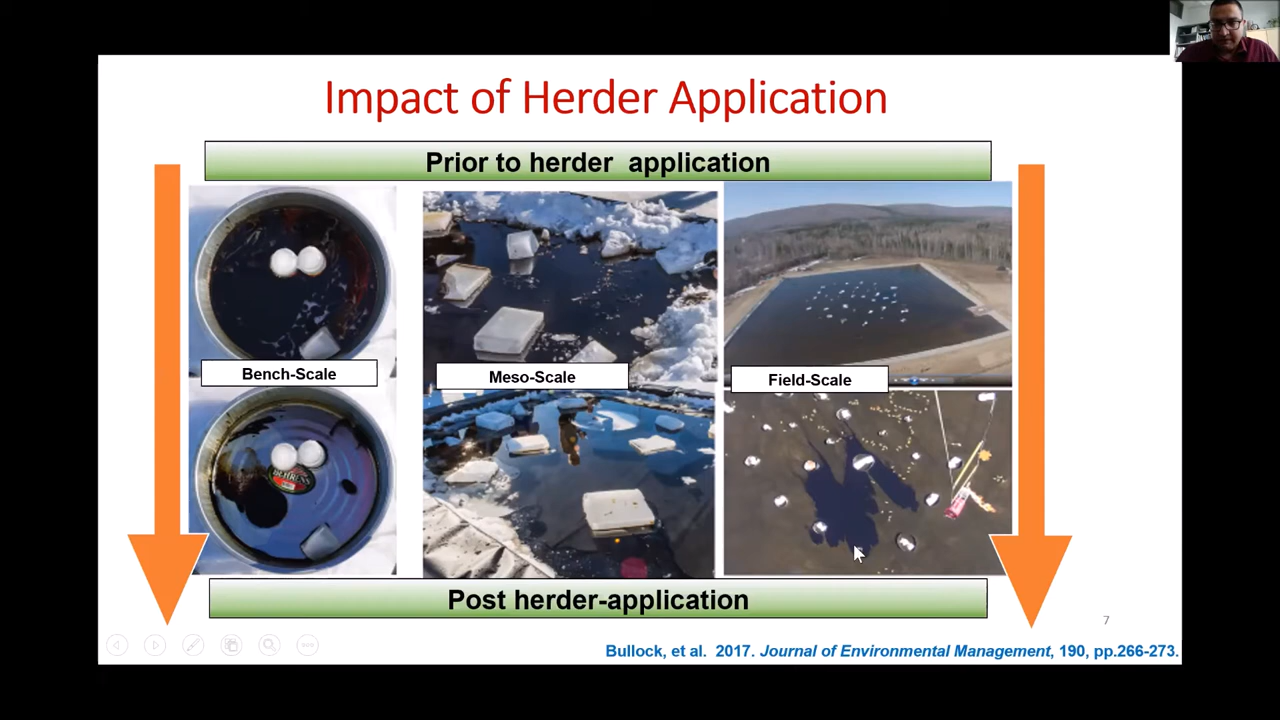 Impact of Herder Application
Prior to herder application
Bench-Scale
Meso-Scale
Field-Scale
BEHRENS
Post herder-application
7
Bullock, et al. 2017. Journal of Environmental Management, 190, pp.266-273.